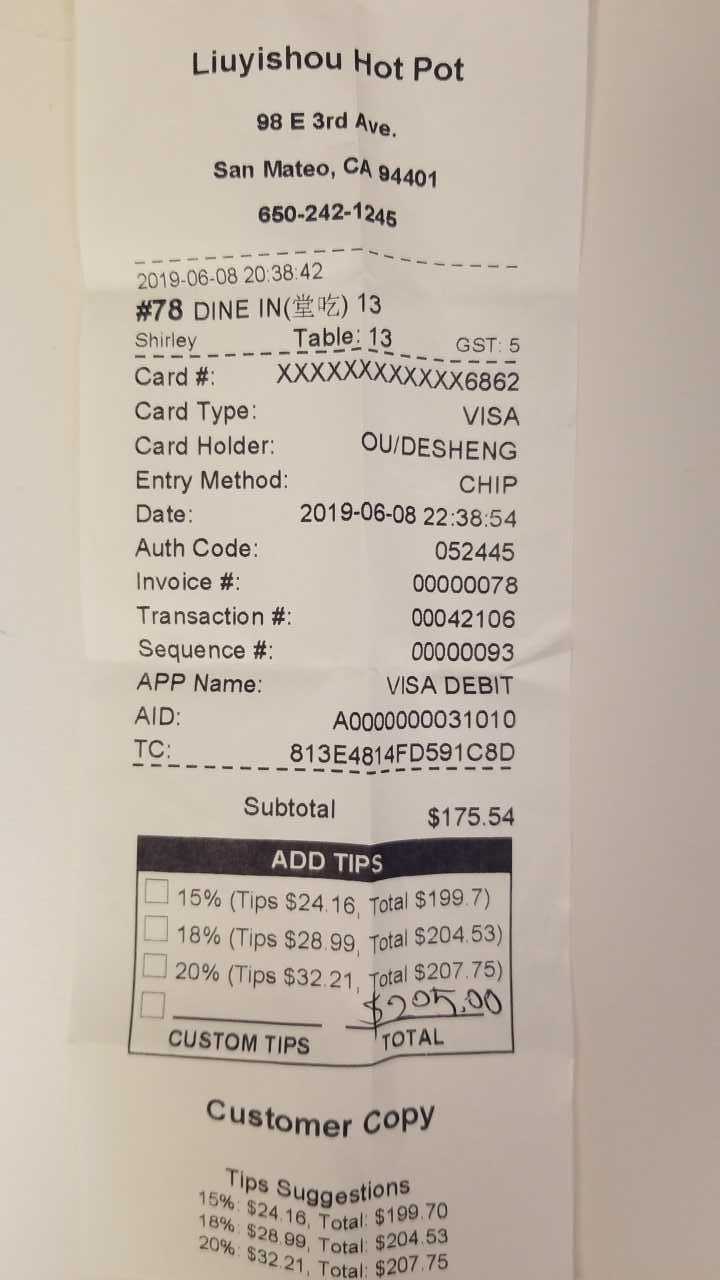 Liuyishou Hot Pot
98 E 3rd Ave.
San Mateo, CA 94401
650-242-1245
2019-06-08 20:38:42
#78 DINE IN(堂吃) 13
Shirley Table: 13 GST: 5
Card #: XXXXXXXXXXXX6862
Card Type: VISA
Card Holder: OU/DESHENG
Entry Method: CHIP
Date: 2019-06-08 22:38:54
Auth Code: 052445
Invoice #: 00000078
Transaction #: 00042106
Sequence #: 00000093
APP Name: VISA DEBIT
AID: A0000000031010
TC: 813E4814FD591C8D
Subtotal $175.54
ADD TIPS
15% (Tips $24.16, Total $199.7)
18% (Tips $28.99, Total $204.53)
20% (Tips $32.21, Total $207.75)
$205.00
CUSTOM TIPS TOTAL
Customer Copy
Tips Suggestions
15%: $24.16, Total: $199.70
18%: $28.99, Total: $204.53
20%: $32.21, Total: $207.75